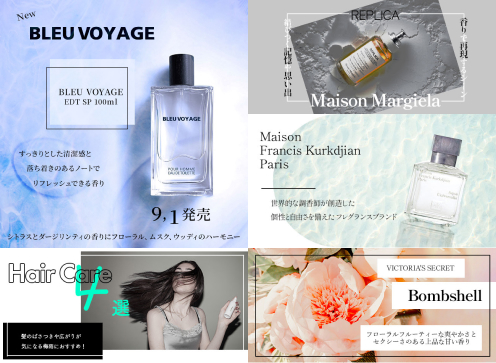 New
BLEU VOYAGE
BLEU VOYAGE
EDT SP 100ml
すっきりとした清潔感と
落ち着きのあるノートで
リフレッシュできる香り
BLEU VOYAGE
POUR HOMME
EAU DE TOILETTE
9,1発売
シトラスとダージリンティの香りにフローラル、ムスク、ウッディのハーモニー
REPLICA
香りで再現
記憶 思い出
Maison Margiela
Maison
Francis Kurkdjian
Paris
世界的な調香師が創造した
個性と自由さを備えたフレグランスブランド
Hair Care
4選
髪のぱさつきや広がりが
気になる梅雨におすすめ！
VICTORIA'S SECRET
Bombshell
フローラルフルーティーな爽やかさと
セクシーさのある上品な甘い香り